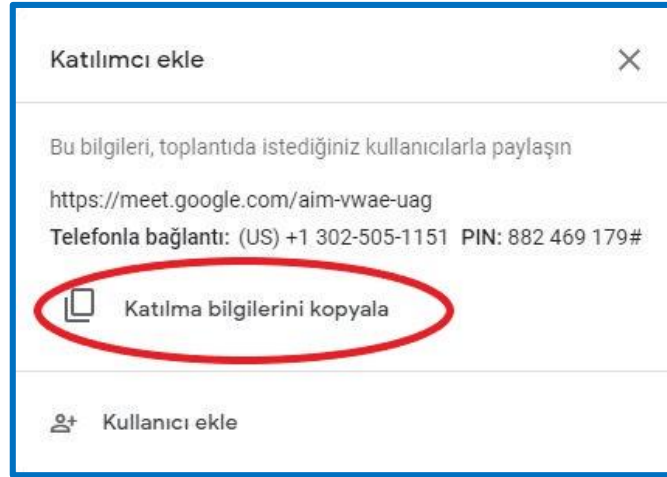 Katılımcı ekle
Bu bilgileri, toplantıda istediğiniz kullanıcılarla paylaşın
https://meet.google.com/aim-vwae-uag
Telefonla bağlantı: (US) +1 302-505-1151 PIN: 882 469 179#
Katılma bilgilerini kopyala
Kullanıcı ekle